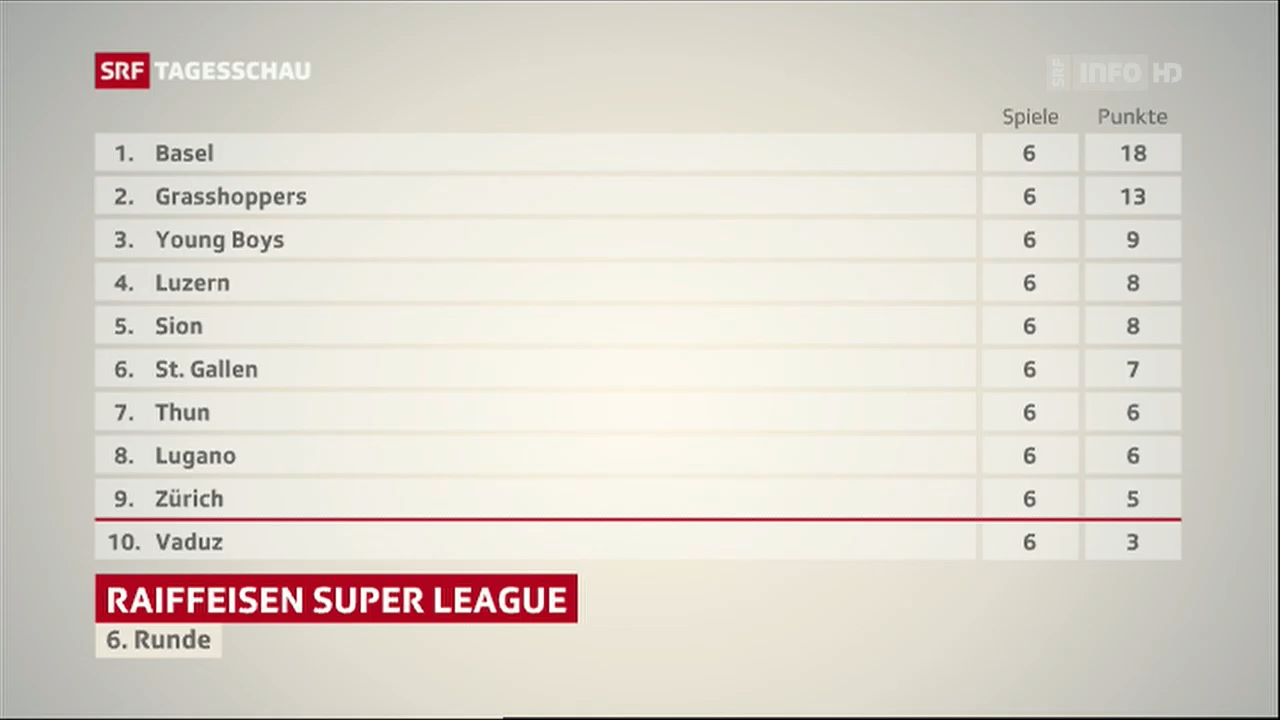 SRF TAGESSCHAU
SRF INFO HD
Spiele Punkte
1. Basel 6 18
2. Grasshoppers 6 13
3. Young Boys 6 9
4. Luzern 6 8
5. Sion 6 8
6. St. Gallen 6 7
7. Thun 6 6
8. Lugano 6 6
9. Zürich 6 5
10. Vaduz 6 3
RAIFFEISEN SUPER LEAGUE
6. Runde